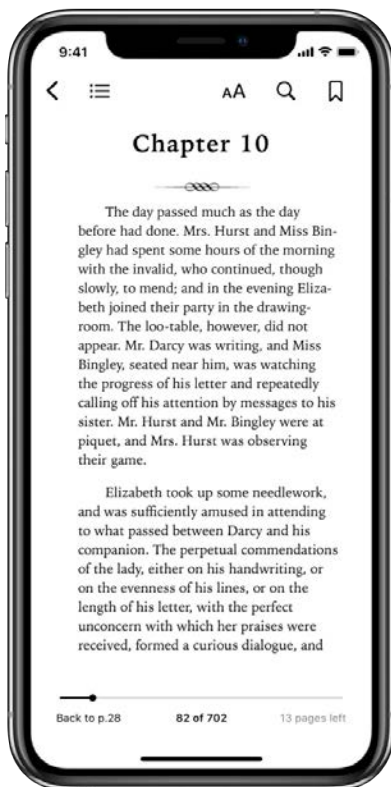 9:41
AA
Chapter 10
The day passed much as the day
before had done. Mrs. Hurst and Miss Bin-
gley had spent some hours of the morning
with the invalid, who continued, though
slowly, to mend; and in the evening Eliza-
beth joined their party in the drawing-
room. The loo-table, however, did not
appear. Mr. Darcy was writing, and Miss
Bingley, seated near him, was watching
the progress of his letter and repeatedly
calling off his attention by messages to his
sister. Mr. Hurst and Mr. Bingley were at
piquet, and Mrs. Hurst was observing
their game.
Elizabeth took up some needlework,
and was sufficiently amused in attending
to what passed between Darcy and his
companion. The perpetual commendations
of the lady, either on his handwriting, or
on the evenness of his lines, or on the
length of his letter, with the perfect
unconcern with which her praises were
received, formed a curious dialogue, and
Back to p.28 82 of 702 13 pages left